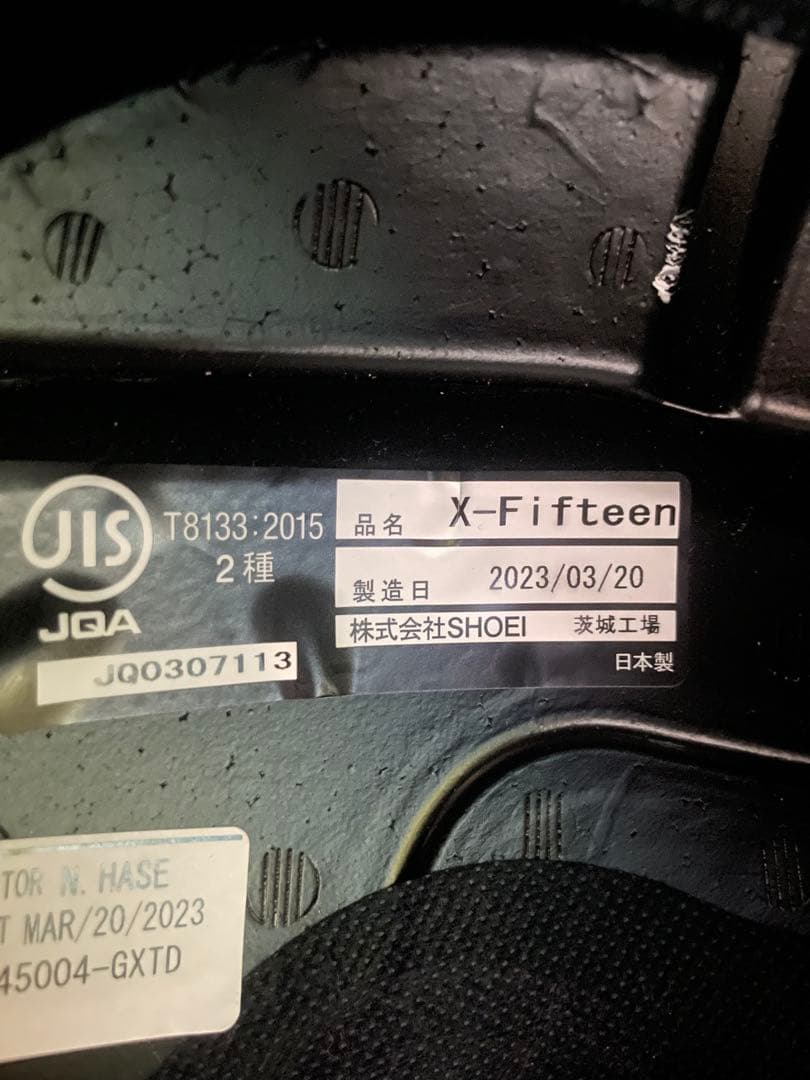 JIS
JQA
T8133:2015
2種
JQ0307113
品名 X-Fifteen
製造日 2023/03/20
株式会社SHOEI 茨城工場
日本製
TOR N. HASE
T MAR/20/2023
45004-GXTD